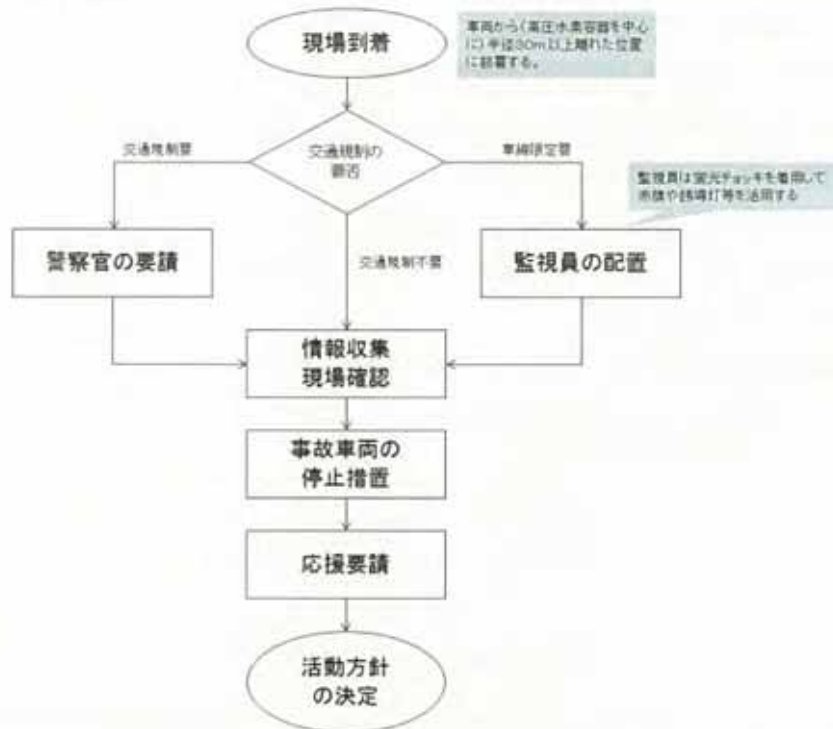 現場到着
車両から(高圧水素容器を中心
に)半径30m以上離れた位置
に部署する。
交通規制の
要否
交通規制要
車線限定要
監視員は蛍光チョッキを着用して
赤旗や誘導灯等を活用する
警察官の要請
交通規制不要
監視員の配置
情報収集
現場確認
事故車両の
停止措置
応援要請
活動方針
の決定